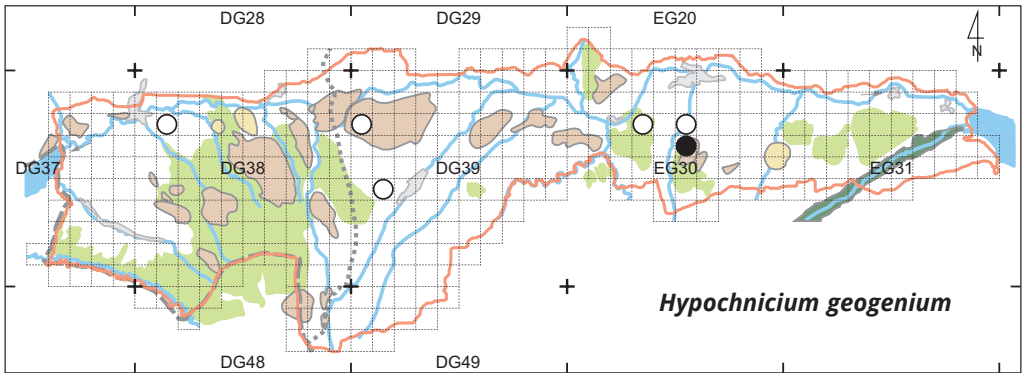 DG28 DG29 EG20
N
DG37 DG38 DG39 EG30 EG31
Hypochnicium geogenium
DG48 DG49